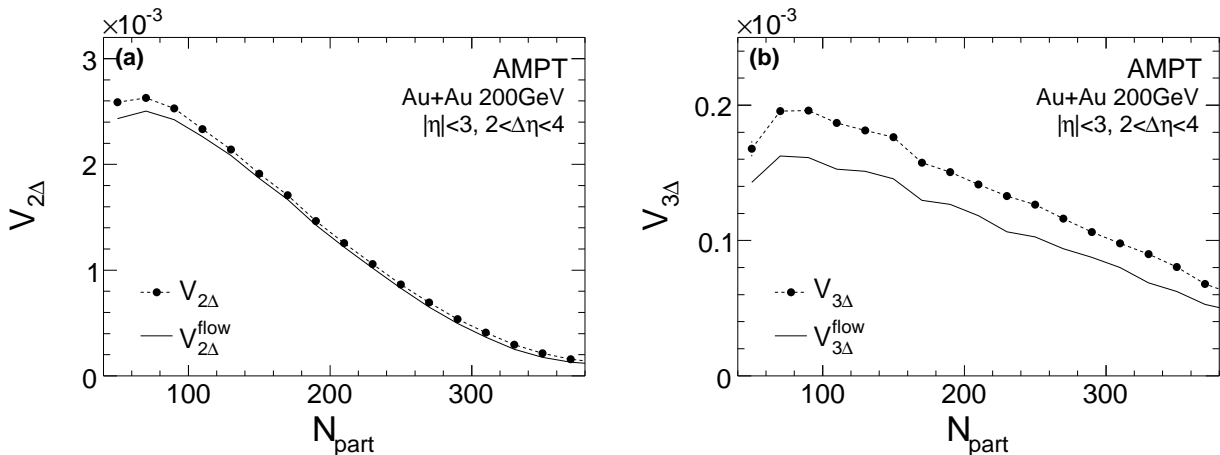 ×10⁻³
(a)
AMPT
Au+Au 200GeV
|η|<3, 2<Δη<4
V₂Δ
3
2
1
0
V₂Δ
V₂Δ^flow
100 200 300
N_part
×10⁻³
(b)
AMPT
Au+Au 200GeV
|η|<3, 2<Δη<4
V₃Δ
0.2
0.1
0
V₃Δ
V₃Δ^flow
100 200 300
N_part